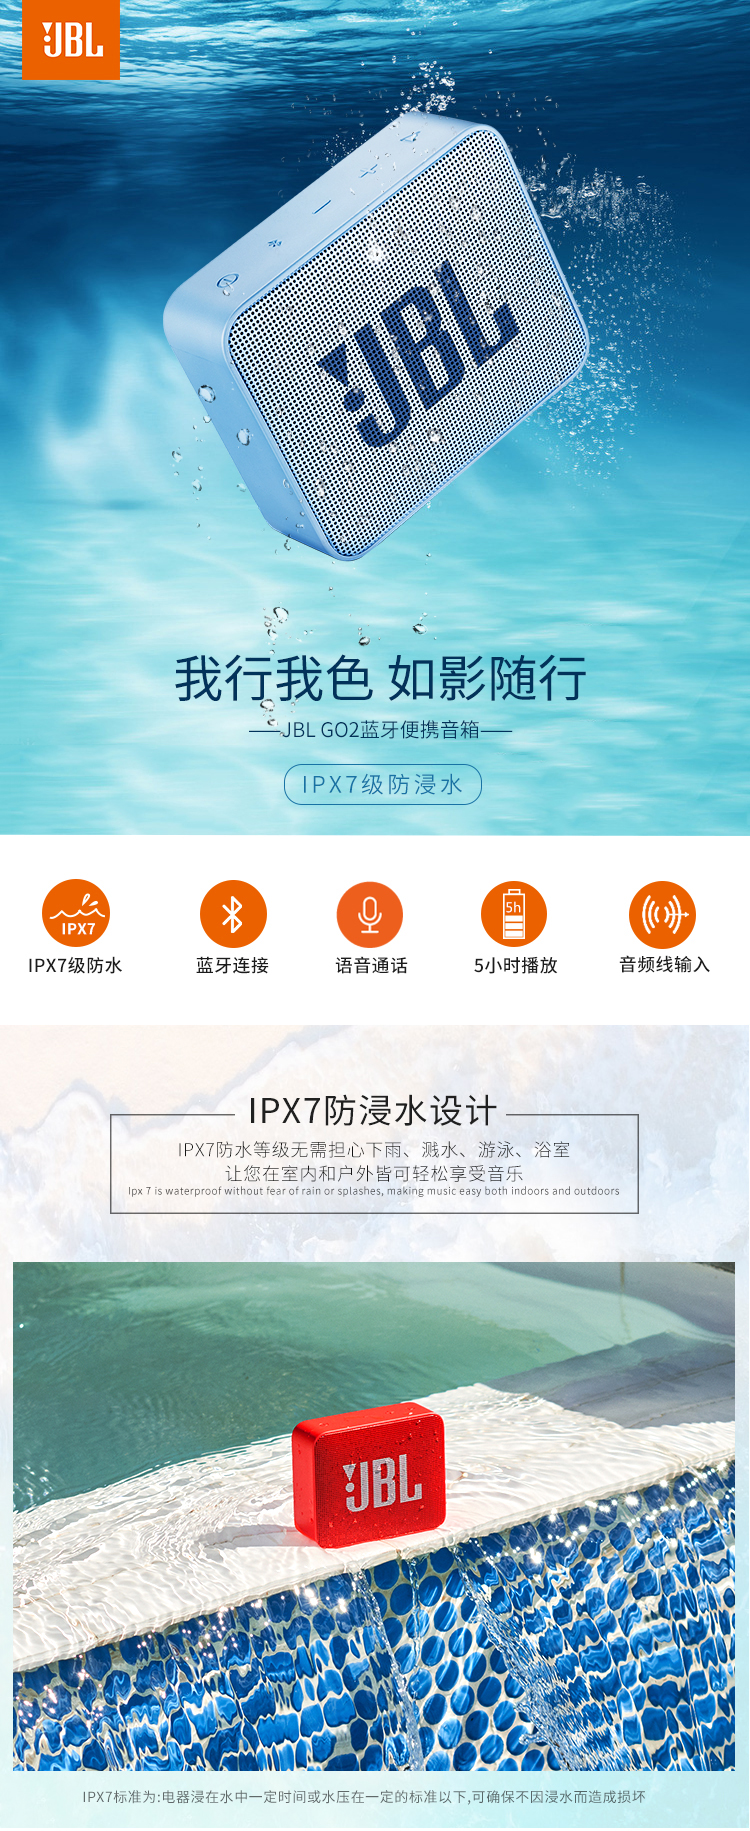 JBL
JBL
我行我色 如影随行
JBL GO2蓝牙便携音箱
IPX7级防浸水
IPX7
5h
IPX7级防水
蓝牙连接
语音通话
5小时播放
音频线输入
IPX7防浸水设计
IPX7防水等级无需担心下雨、溅水、游泳、浴室
让您在室内和户外皆可轻松享受音乐
Ipx 7 is waterproof without fear of rain or splashes, making music easy both indoors and outdoors
JBL
IPX7标准为:电器浸在水中一定时间或水压在一定的标准以下,可确保不因浸水而造成损坏